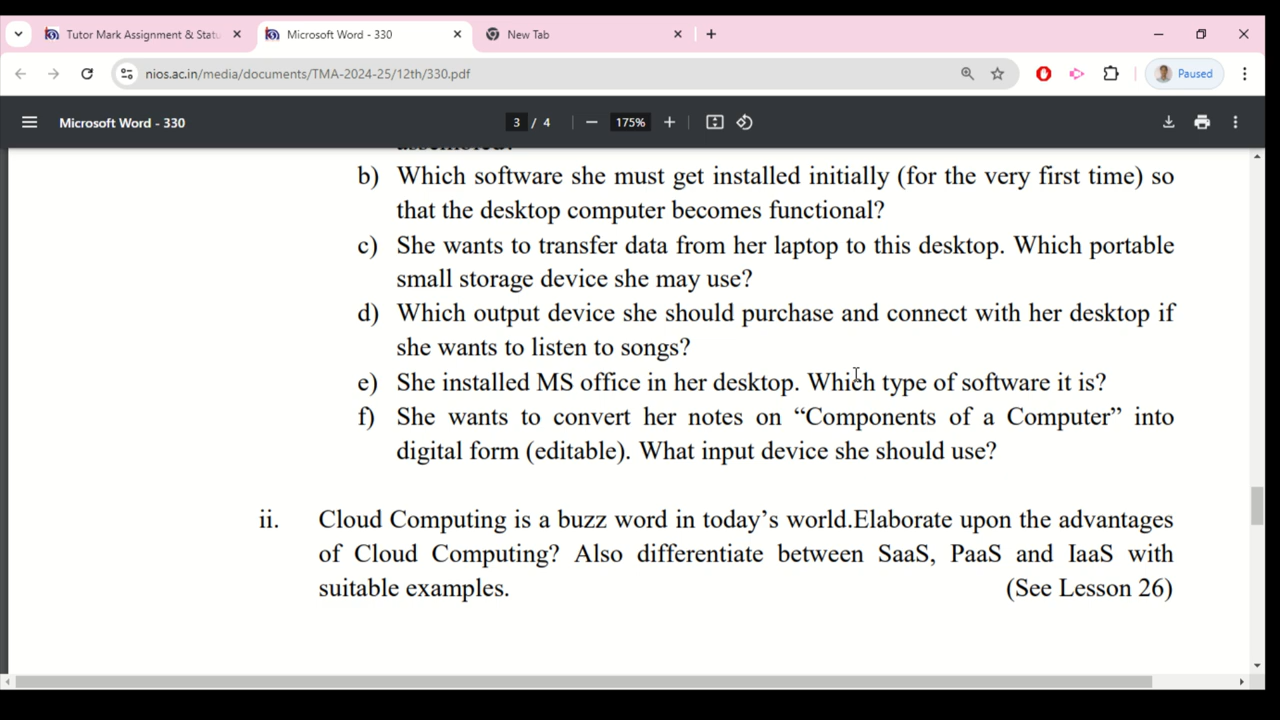 Tutor Mark Assignment & Statu
Microsoft Word - 330
New Tab
nios.ac.in/media/documents/TMA-2024-25/12th/330.pdf
Paused
Microsoft Word - 330
3 / 4
175%
b) Which software she must get installed initially (for the very first time) so
that the desktop computer becomes functional?
c) She wants to transfer data from her laptop to this desktop. Which portable
small storage device she may use?
d) Which output device she should purchase and connect with her desktop if
she wants to listen to songs?
e) She installed MS office in her desktop. Which type of software it is?
f) She wants to convert her notes on “Components of a Computer” into
digital form (editable). What input device she should use?
ii. Cloud Computing is a buzz word in today’s world.Elaborate upon the advantages
of Cloud Computing? Also differentiate between SaaS, PaaS and IaaS with
suitable examples. (See Lesson 26)